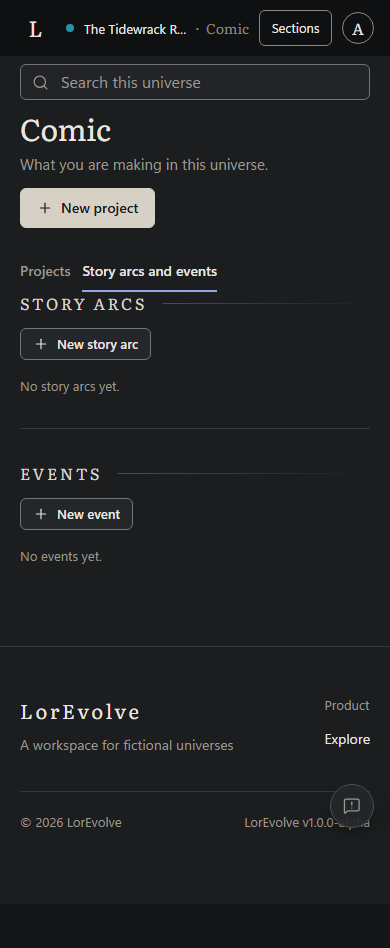 L
The Tidewrack R... · Comic
Sections
A
Search this universe
Comic
What you are making in this universe.
+ New project
Projects
Story arcs and events
STORY ARCS
+ New story arc
No story arcs yet.
EVENTS
+ New event
No events yet.
LorEvolve
A workspace for fictional universes
Product
Explore
© 2026 LorEvolve
LorEvolve v1.0.0-alpha